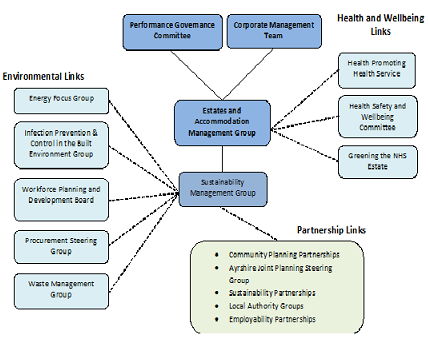 Performance Governance
Committee
Corporate Management
Team
Health and Wellbeing
Links
Environmental Links
Health Promoting
Health Service
Energy Focus Group
Estates and
Accommodation
Management Group
Health Safety and
Wellbeing
Committee
Infection Prevention &
Control in the Built
Environment Group
Greening the NHS
Estate
Sustainability
Management Group
Workforce Planning and
Development Board
Partnership Links
Procurement Steering
Group
• Community Planning Partnerships
• Ayrshire Joint Planning Steering
Group
• Sustainability Partnerships
• Local Authority Groups
• Employability Partnerships
Waste Management
Group